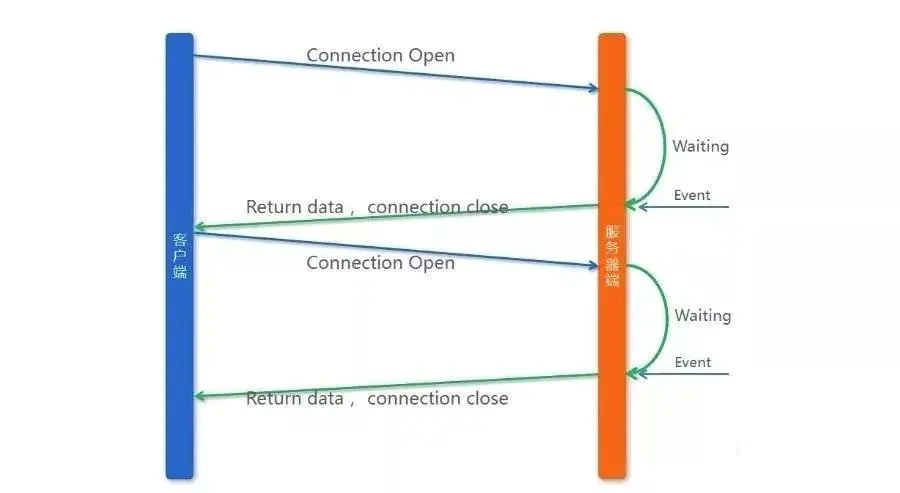 Connection Open
Waiting
Event
Return data ，connection close
客户端
服务器端
Connection Open
Waiting
Event
Return data ，connection close